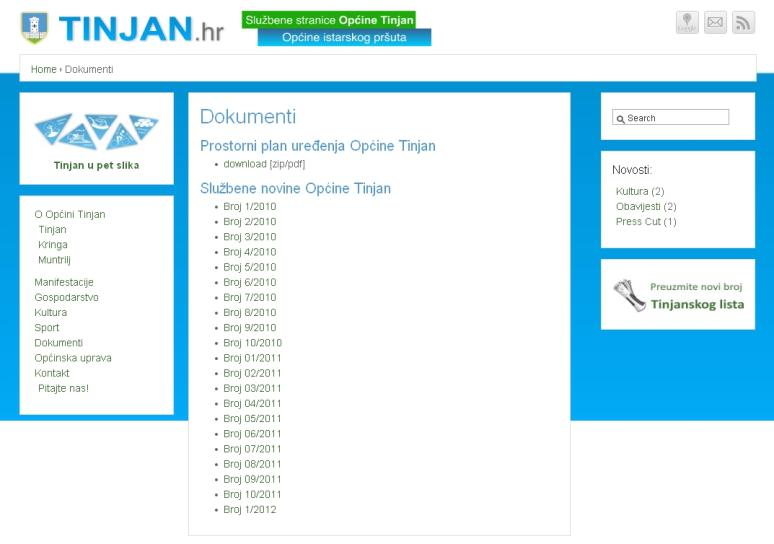 TINJAN.hr
Službene stranice Općine Tinjan
Općine istarskog pršuta
Home › Dokumenti
Tinjan u pet slika
O Općini Tinjan
Tinjan
Kringa
Muntrilj
Manifestacije
Gospodarstvo
Kultura
Sport
Dokumenti
Općinska uprava
Kontakt
Pitajte nas!
Dokumenti
Prostorni plan uređenja Općine Tinjan
• download [zip/pdf]
Službene novine Općine Tinjan
• Broj 1/2010
• Broj 2/2010
• Broj 3/2010
• Broj 4/2010
• Broj 5/2010
• Broj 6/2010
• Broj 7/2010
• Broj 8/2010
• Broj 9/2010
• Broj 10/2010
• Broj 01/2011
• Broj 02/2011
• Broj 03/2011
• Broj 04/2011
• Broj 05/2011
• Broj 06/2011
• Broj 07/2011
• Broj 08/2011
• Broj 09/2011
• Broj 10/2011
• Broj 1/2012
Search
Novosti:
Kultura (2)
Obavijesti (2)
Press Cut (1)
Preuzmite novi broj
Tinjanskog lista